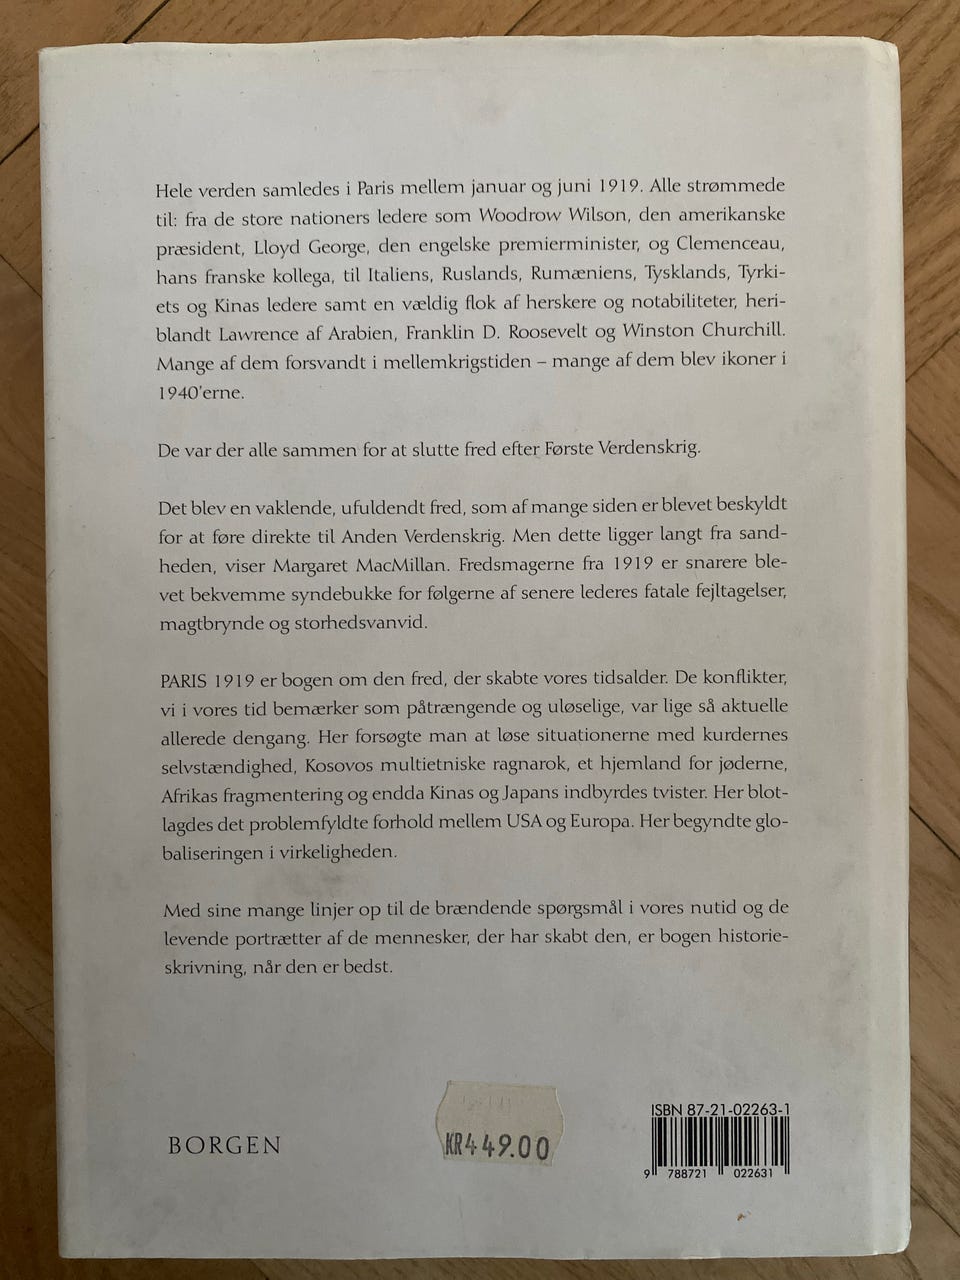 Hele verden samledes i Paris mellem januar og juni 1919. Alle strømmede
til: fra de store nationers ledere som Woodrow Wilson, den amerikanske
præsident, Lloyd George, den engelske premierminister, og Clemenceau,
hans franske kollega, til Italiens, Ruslands, Rumæniens, Tysklands, Tyrki-
ets og Kinas ledere samt en vældig flok af herskere og notabiliteter, heri-
blandt Lawrence af Arabien, Franklin D. Roosevelt og Winston Churchill.
Mange af dem forsvandt i mellemkrigstiden – mange af dem blev ikoner i
1940'erne.
De var der alle sammen for at slutte fred efter Første Verdenskrig.
Det blev en vaklende, ufuldendt fred, som af mange siden er blevet beskyldt
for at føre direkte til Anden Verdenskrig. Men dette ligger langt fra sand-
heden, viser Margaret MacMillan. Fredsmagerne fra 1919 er snarere ble-
vet bekvemme syndebukke for følgerne af senere lederes fatale fejltagelser,
magtbrynde og storhedsvanvid.
PARIS 1919 er bogen om den fred, der skabte vores tidsalder. De konflikter,
vi i vores tid bemærker som påtrængende og uløselige, var lige så aktuelle
allerede dengang. Her forsøgte man at løse situationerne med kurdernes
selvstændighed, Kosovos multietniske ragnarok, et hjemland for jøderne,
Afrikas fragmentering og endda Kinas og Japans indbyrdes tvister. Her blot-
lagdes det problemfyldte forhold mellem USA og Europa. Her begyndte glo-
baliseringen i virkeligheden.
Med sine mange linjer op til de brændende spørgsmål i vores nutid og de
levende portrætter af de mennesker, der har skabt den, er bogen historie-
skrivning, når den er bedst.
BORGEN
KR449.00
ISBN 87-21-02263-1
9 788721 022631